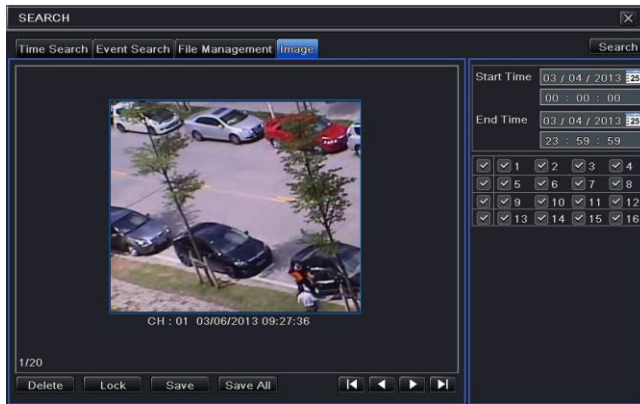 SEARCH
Time Search Event Search File Management Image
Search
Start Time 03 / 04 / 2013 25
00 : 00 : 00
End Time 03 / 04 / 2013 25
23 : 59 : 59
1 2 3 4
5 6 7 8
9 10 11 12
13 14 15 16
CH : 01 03/06/2013 09:27:36
1/20
Delete Lock Save Save All